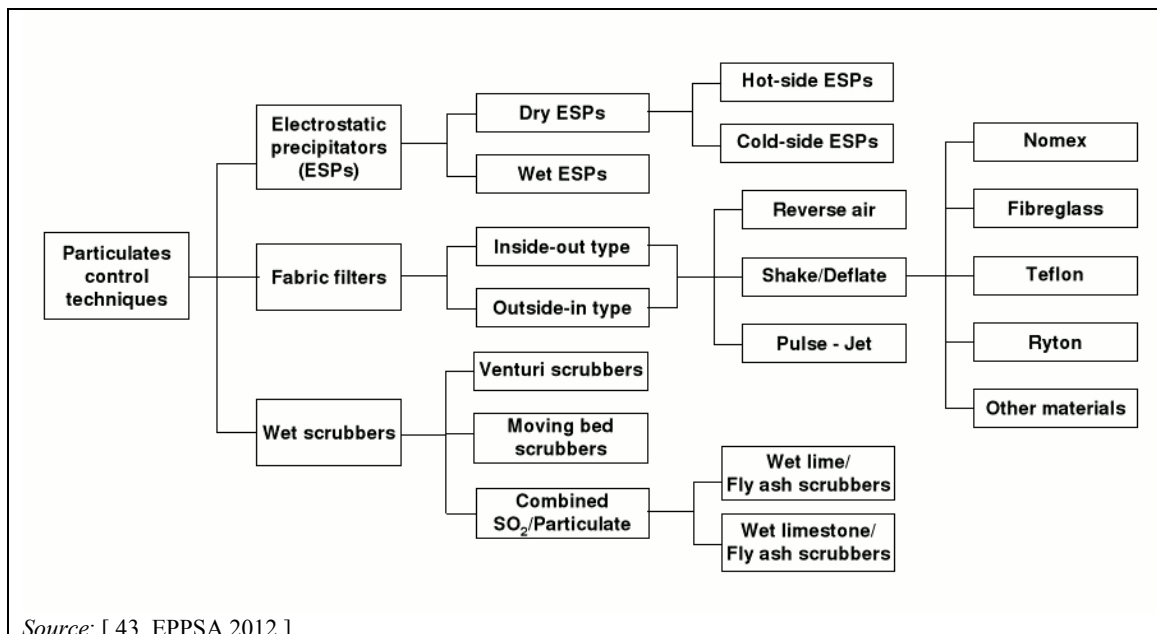 Particulates
control
techniques
Electrostatic
precipitators
(ESPs)
Fabric filters
Wet scrubbers
Dry ESPs
Wet ESPs
Inside-out type
Outside-in type
Venturi scrubbers
Moving bed
scrubbers
Combined
SO₂/Particulate
Hot-side ESPs
Cold-side ESPs
Reverse air
Shake/Deflate
Pulse - Jet
Wet lime/
Fly ash scrubbers
Wet limestone/
Fly ash scrubbers
Nomex
Fibreglass
Teflon
Ryton
Other materials
Source: [ 43, EPPSA 2012 ]